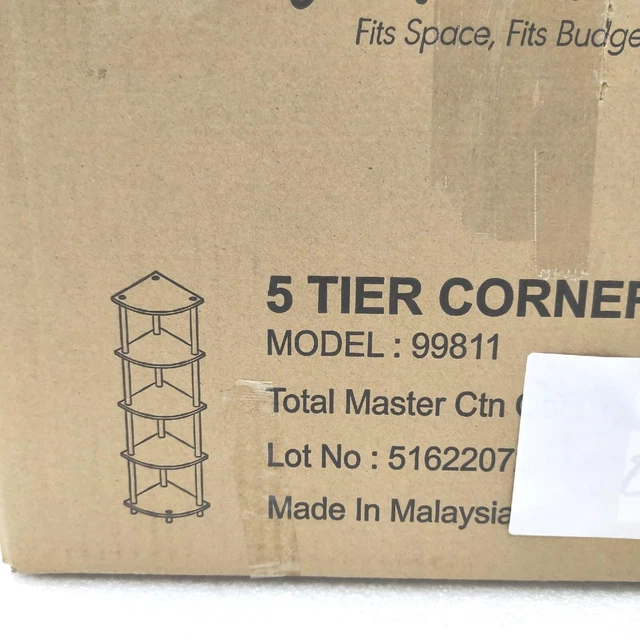 Fits Space, Fits Budge
5 TIER CORNER
MODEL : 99811
Total Master Ctn
Lot No : 5162207
Made In Malaysia